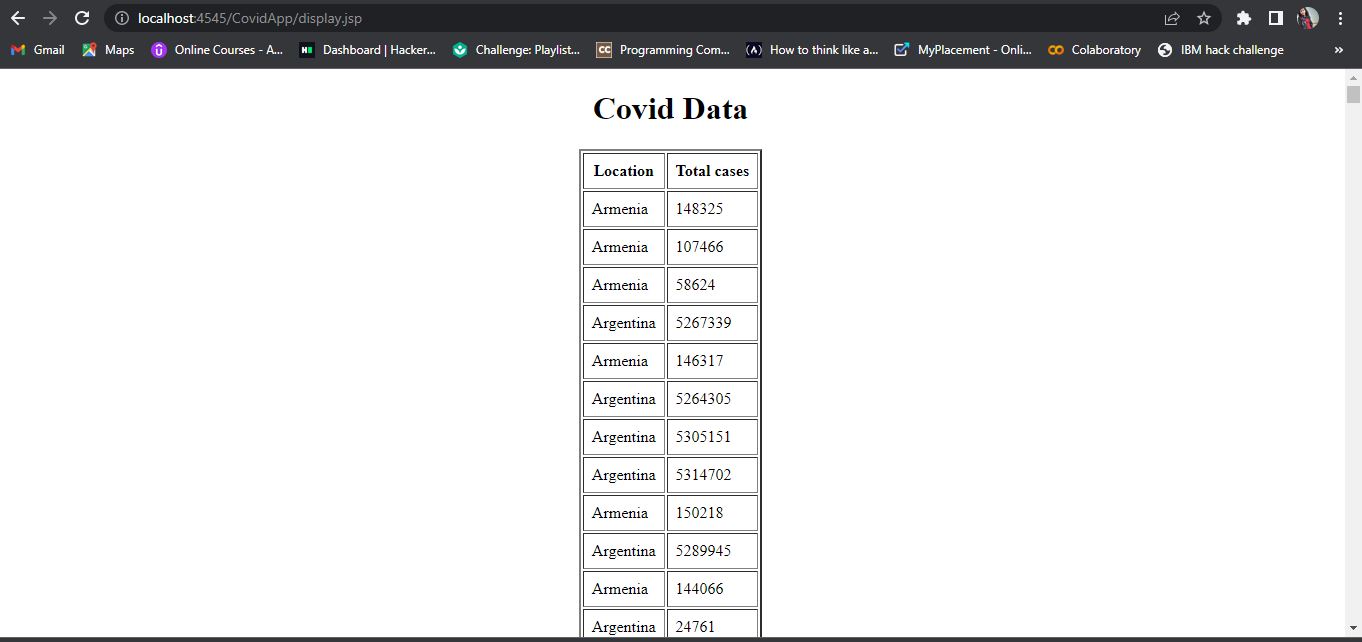 localhost:4545/CovidApp/display.jsp
Gmail Maps Online Courses - A... Dashboard | Hacker... Challenge: Playlist... CC Programming Com... (A) How to think like a... MyPlacement - Onli... Colaboratory IBM hack challenge »
Covid Data
Location Total cases
Armenia 148325
Armenia 107466
Armenia 58624
Argentina 5267339
Armenia 146317
Argentina 5264305
Argentina 5305151
Argentina 5314702
Armenia 150218
Argentina 5289945
Armenia 144066
Argentina 24761